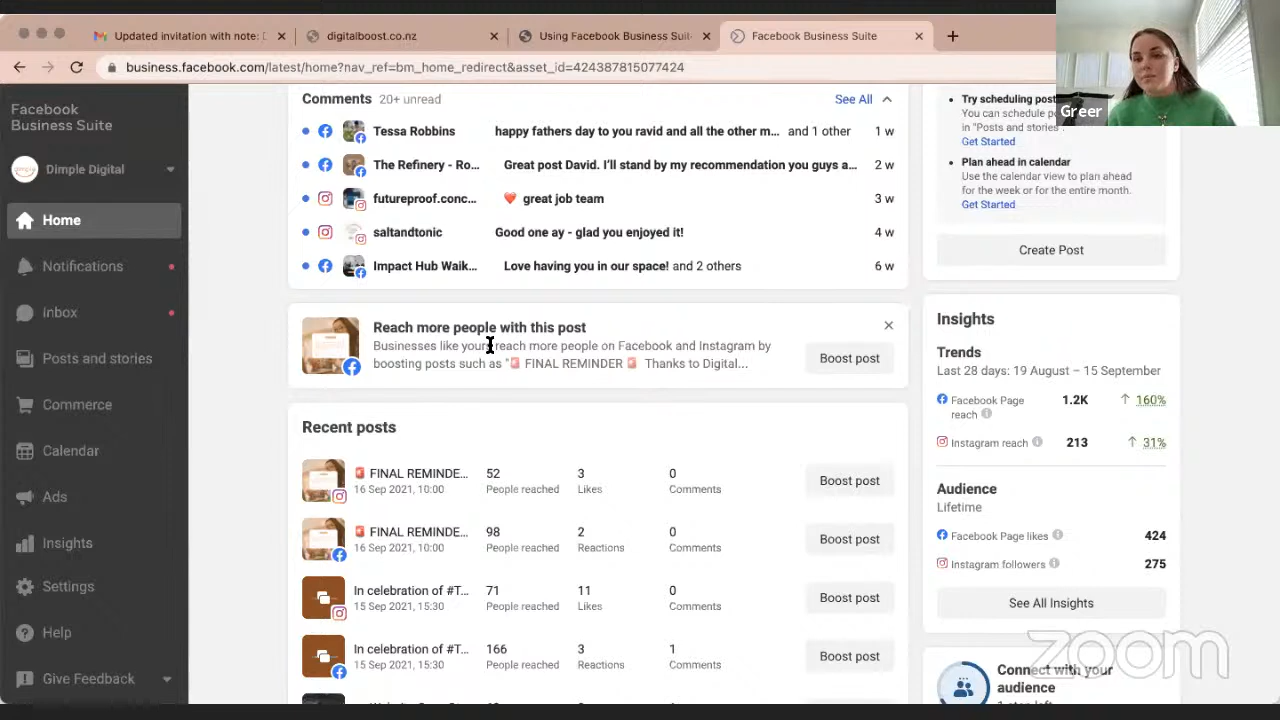 Updated invitation with note: D
digitalboost.co.nz
Using Facebook Business Suit
Facebook Business Suite
business.facebook.com/latest/home?nav_ref=bm_home_redirect&asset_id=424387815077424
Greer
Facebook
Business Suite
Dimple Digital
Home
Notifications
Inbox
Posts and stories
Commerce
Calendar
Ads
Insights
Settings
Help
Give Feedback
Comments 20+ unread See All
Tessa Robbins happy fathers day to you ravid and all the other m... and 1 other 1 w
The Refinery - Ro... Great post David. I'll stand by my recommendation you guys a... 2 w
futureproof.conc... ❤️ great job team 3 w
saltandtonic Good one ay - glad you enjoyed it! 4 w
Impact Hub Waik... Love having you in our space! and 2 others 6 w
Reach more people with this post
Businesses like yours reach more people on Facebook and Instagram by
boosting posts such as "🚨 FINAL REMINDER 🚨 Thanks to Digital...
Boost post
Recent posts
🚨 FINAL REMINDE... 52 3 0
16 Sep 2021, 10:00 People reached Likes Comments
Boost post
🚨 FINAL REMINDE... 98 2 0
16 Sep 2021, 10:00 People reached Reactions Comments
Boost post
In celebration of #T... 71 11 0
15 Sep 2021, 15:30 People reached Likes Comments
Boost post
In celebration of #T... 166 3 1
15 Sep 2021, 15:30 People reached Reactions Comments
Boost post
Try scheduling post
You can schedule p
in "Posts and stories".
Get Started
Plan ahead in calendar
Use the calendar view to plan ahead
for the week or for the entire month.
Get Started
Create Post
Insights
Trends
Last 28 days: 19 August – 15 September
Facebook Page
reach 1.2K ↑ 160%
Instagram reach 213 ↑ 31%
Audience
Lifetime
Facebook Page likes 424
Instagram followers 275
See All Insights
Connect with your
audience
zoom